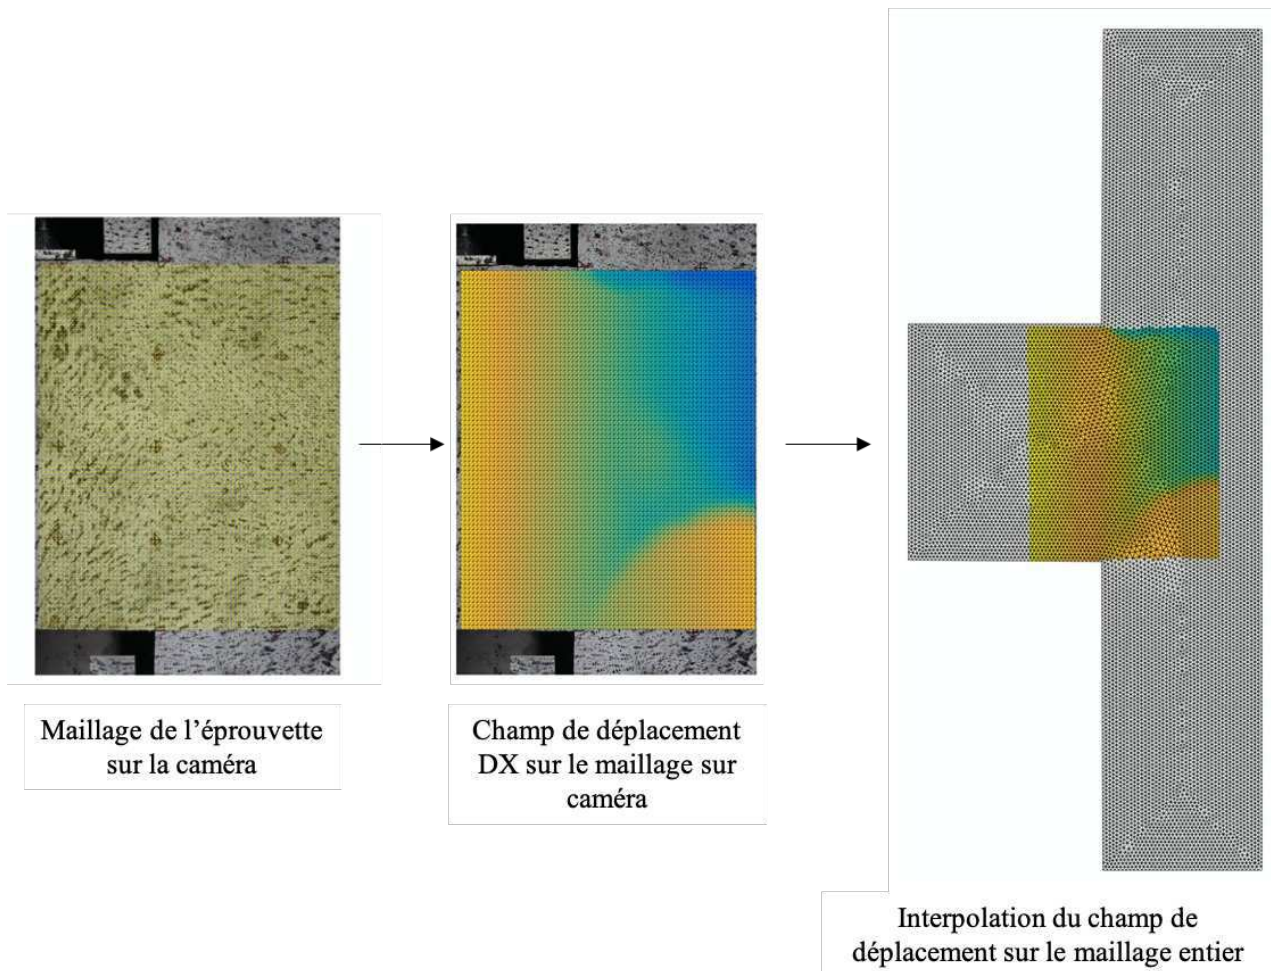 Maillage de l’éprouvette
sur la caméra
Champ de déplacement
DX sur le maillage sur
caméra
Interpolation du champ de
déplacement sur le maillage entier